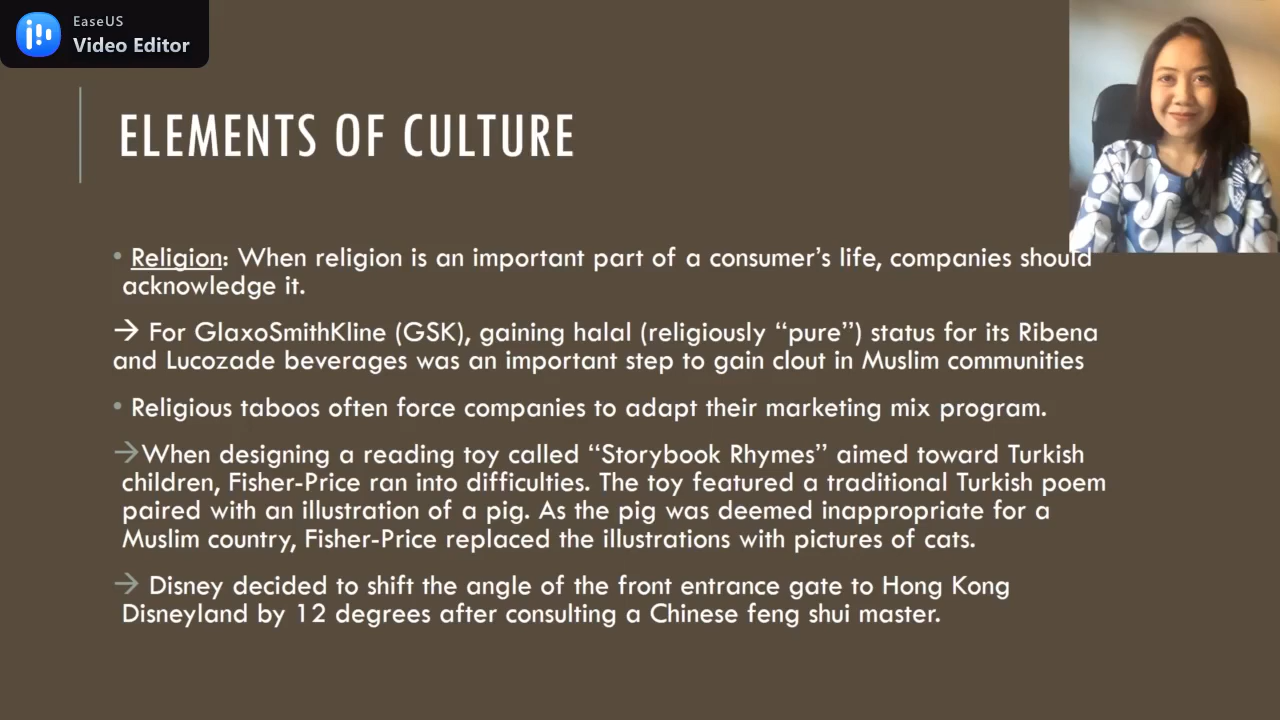 EaseUS
Video Editor
ELEMENTS OF CULTURE
• Religion: When religion is an important part of a consumer’s life, companies should
acknowledge it.
→ For GlaxoSmithKline (GSK), gaining halal (religiously “pure”) status for its Ribena
and Lucozade beverages was an important step to gain clout in Muslim communities
• Religious taboos often force companies to adapt their marketing mix program.
→When designing a reading toy called “Storybook Rhymes” aimed toward Turkish
children, Fisher-Price ran into difficulties. The toy featured a traditional Turkish poem
paired with an illustration of a pig. As the pig was deemed inappropriate for a
Muslim country, Fisher-Price replaced the illustrations with pictures of cats.
→ Disney decided to shift the angle of the front entrance gate to Hong Kong
Disneyland by 12 degrees after consulting a Chinese feng shui master.